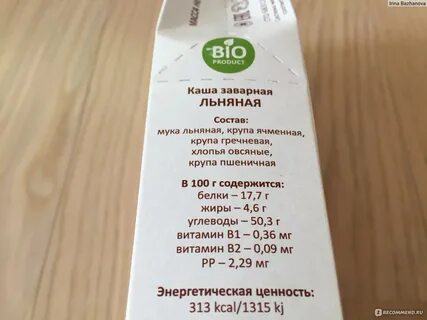 Irina Bazhanova
BIO
PRODUCT
Каша заварная
ЛЬНЯНАЯ
Состав:
мука льняная, крупа ячменная,
крупа гречневая,
хлопья овсяные,
крупа пшеничная
В 100 г содержится:
белки – 17,7 г
жиры – 4,6 г
углеводы – 50,3 г
витамин В1 – 0,36 мг
витамин В2 – 0,09 мг
РР – 2,29 мг
Энергетическая ценность:
313 kcal/1315 kj
RECOMMEND.RU